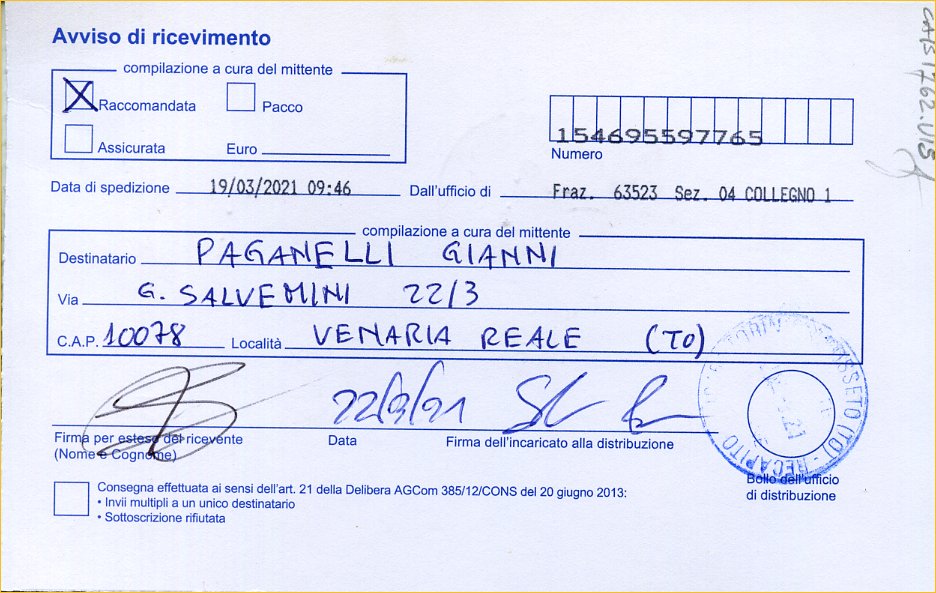 Avviso di ricevimento
compilazione a cura del mittente
Raccomandata Pacco
Assicurata Euro
154695597765
Numero
Data di spedizione 19/03/2021 09:46 Dall'ufficio di Fraz. 63523 Sez. 04 COLLEGNO 1
compilazione a cura del mittente
Destinatario PAGANELLI GIANNI
Via G. SALVEMINI 22/3
C.A.P. 10078 Località VENARIA REALE (TO)
22/3/21
Firma per esteso del ricevente Data Firma dell'incaricato alla distribuzione
(Nome e Cognome)
RECAPITO
Bollo dell'ufficio
di distribuzione
Consegna effettuata ai sensi dell'art. 21 della Delibera AGCom 385/12/CONS del 20 giugno 2013:
• Invii multipli a un unico destinatario
• Sottoscrizione rifiutata